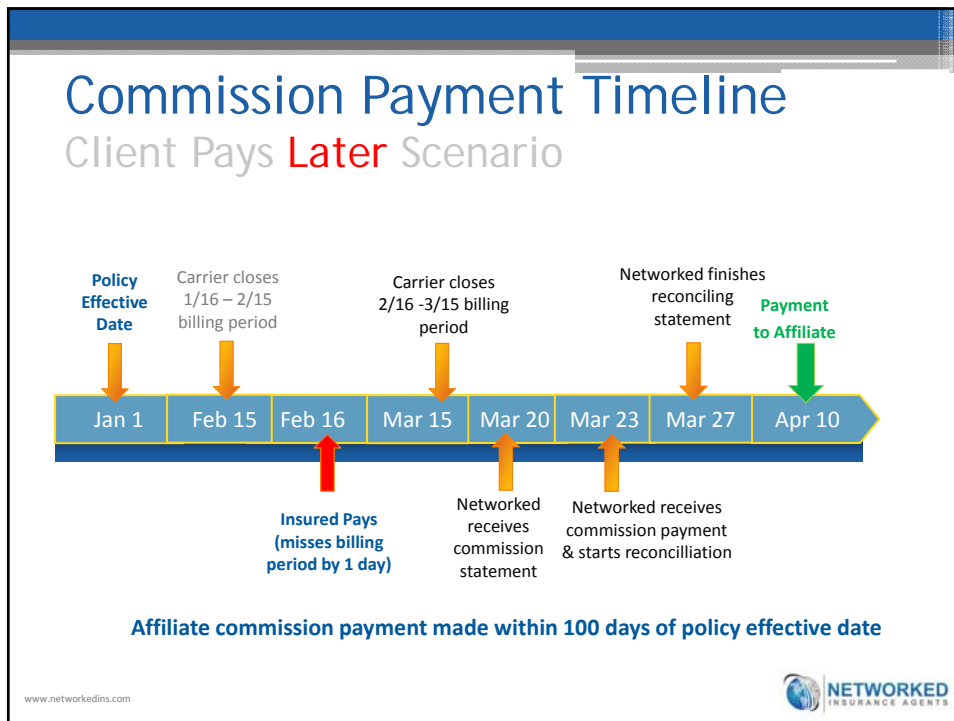 Commission Payment Timeline
Client Pays Later Scenario
Policy
Effective
Date
Carrier closes
1/16 – 2/15
billing period
Carrier closes
2/16 -3/15 billing
period
Networked finishes
reconciling
statement
Payment
to Affiliate
Jan 1
Feb 15
Feb 16
Mar 15
Mar 20
Mar 23
Mar 27
Apr 10
Insured Pays
(misses billing
period by 1 day)
Networked
receives
commission
statement
Networked receives
commission payment
& starts reconcilliation
Affiliate commission payment made within 100 days of policy effective date
www.networkedins.com
NETWORKED
INSURANCE AGENTS